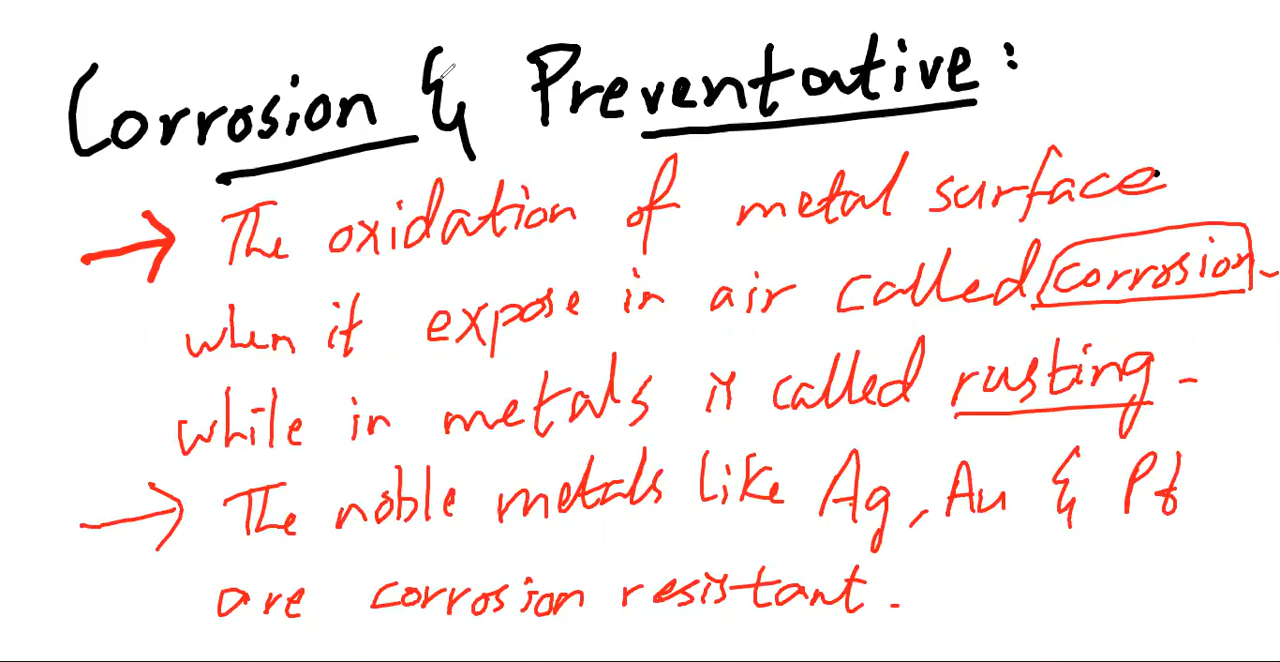 Corrosion & Preventative:
→ The oxidation of metal surface
when it expose in air called corrosion.
while in metals is called rusting.
→ The noble metals like Ag, Au & Pt
are corrosion resistant.